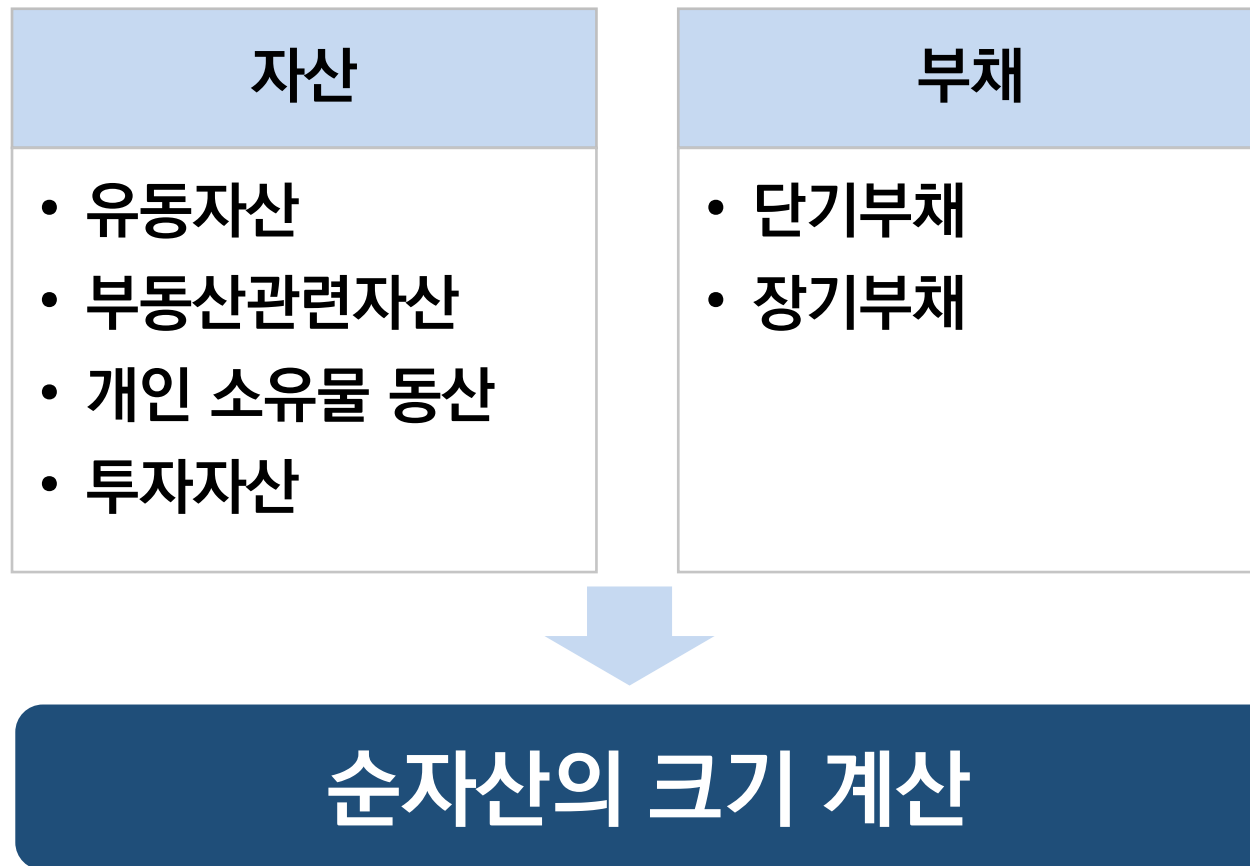 자산
• 유동자산
• 부동산관련자산
• 개인 소유물 동산
• 투자자산
부채
• 단기부채
• 장기부채
순자산의 크기 계산